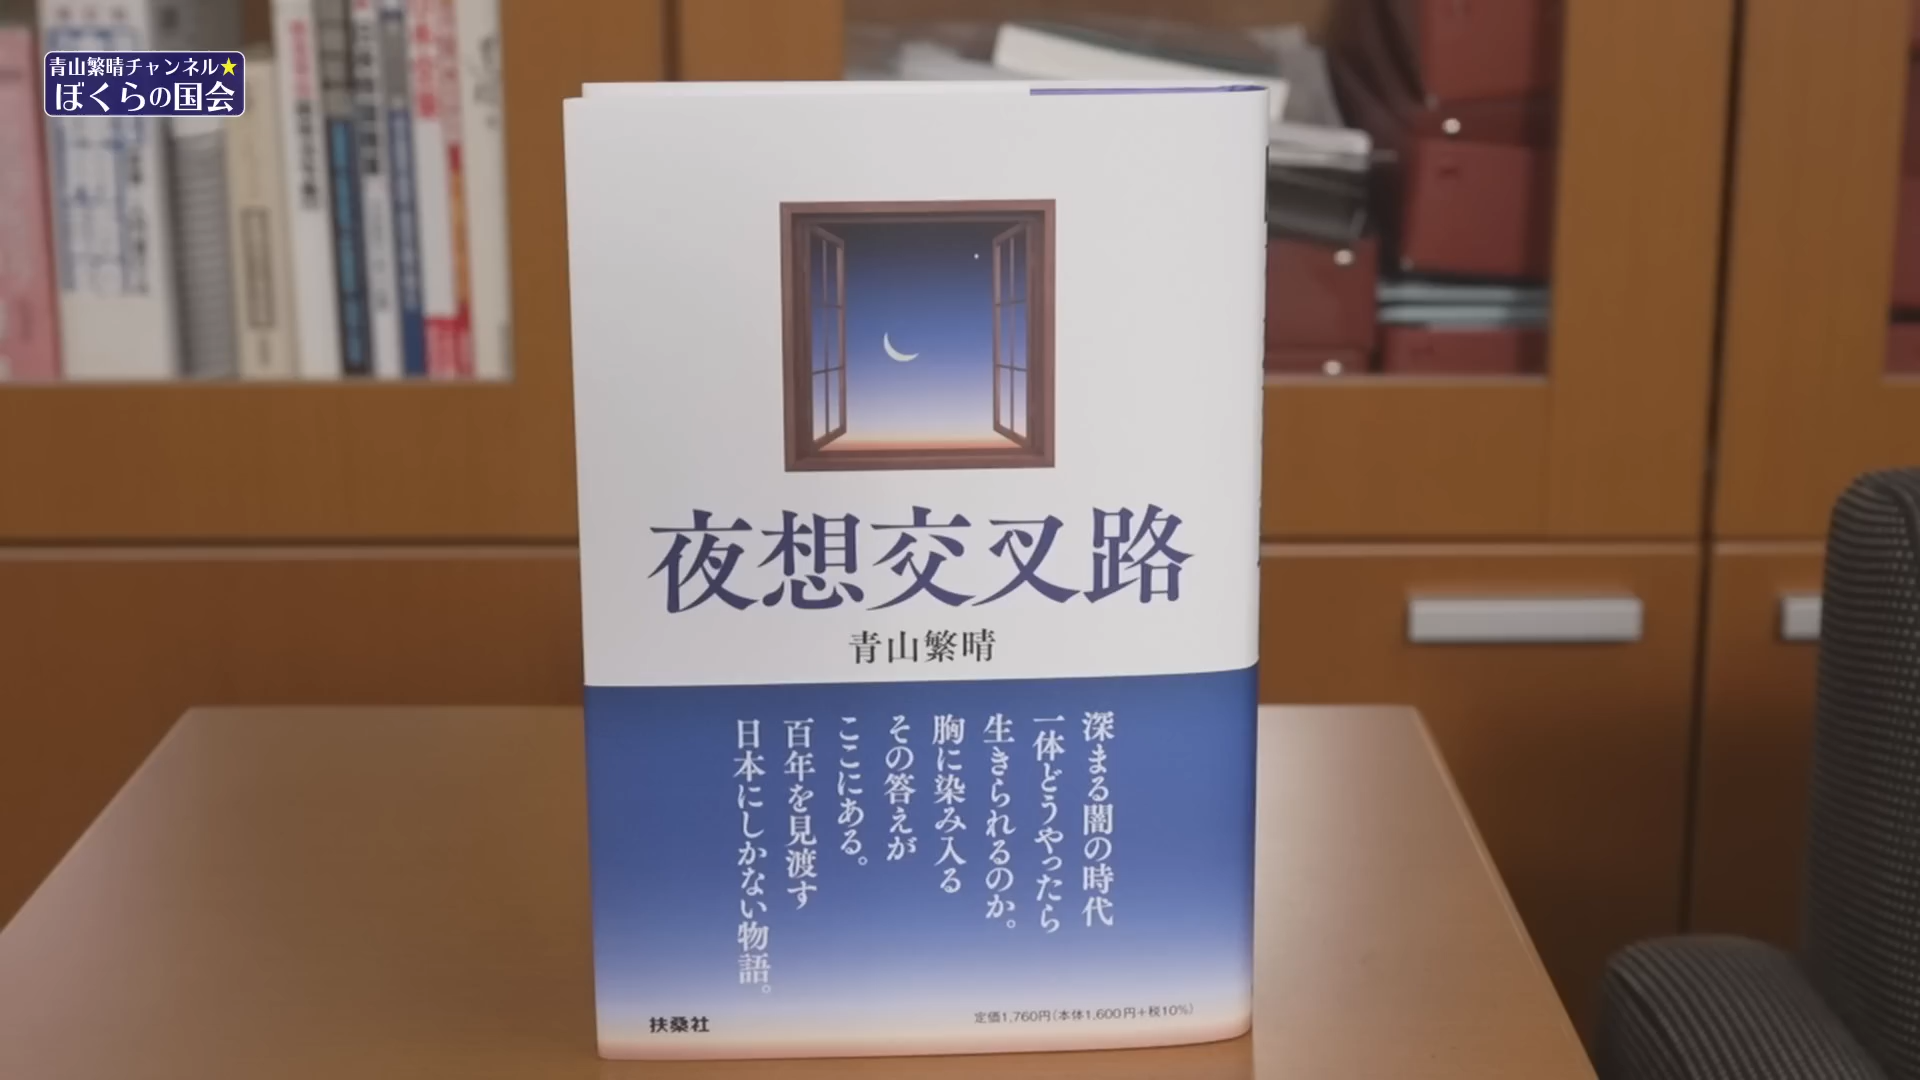 青山繁晴チャンネル★
ぼくらの国会
夜想交叉路
青山繁晴
深まる闇の時代
一体どうやったら
生きられるのか。
胸に染み入る
その答えが
ここにある。
百年を見渡す
日本にしかない物語。
扶桑社
定価1,760円(本体1,600円+税10%)